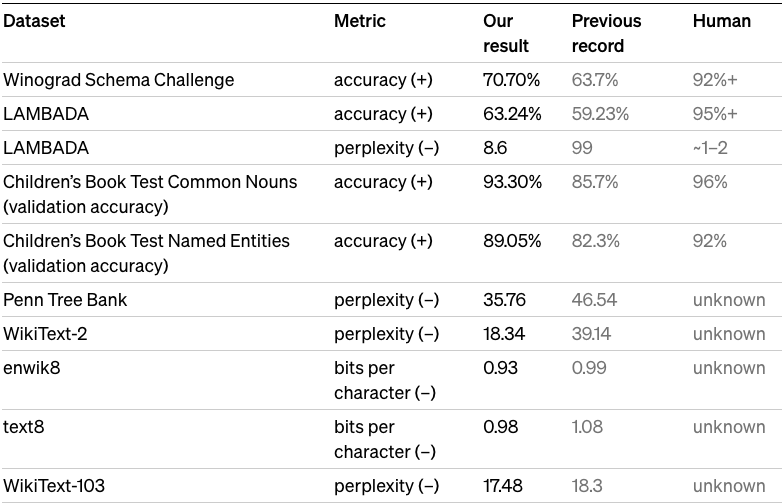 Dataset Metric Our result Previous record Human
Winograd Schema Challenge accuracy (+) 70.70% 63.7% 92%+
LAMBADA accuracy (+) 63.24% 59.23% 95%+
LAMBADA perplexity (–) 8.6 99 ~1–2
Children’s Book Test Common Nouns (validation accuracy) accuracy (+) 93.30% 85.7% 96%
Children’s Book Test Named Entities (validation accuracy) accuracy (+) 89.05% 82.3% 92%
Penn Tree Bank perplexity (–) 35.76 46.54 unknown
WikiText-2 perplexity (–) 18.34 39.14 unknown
enwik8 bits per character (–) 0.93 0.99 unknown
text8 bits per character (–) 0.98 1.08 unknown
WikiText-103 perplexity (–) 17.48 18.3 unknown